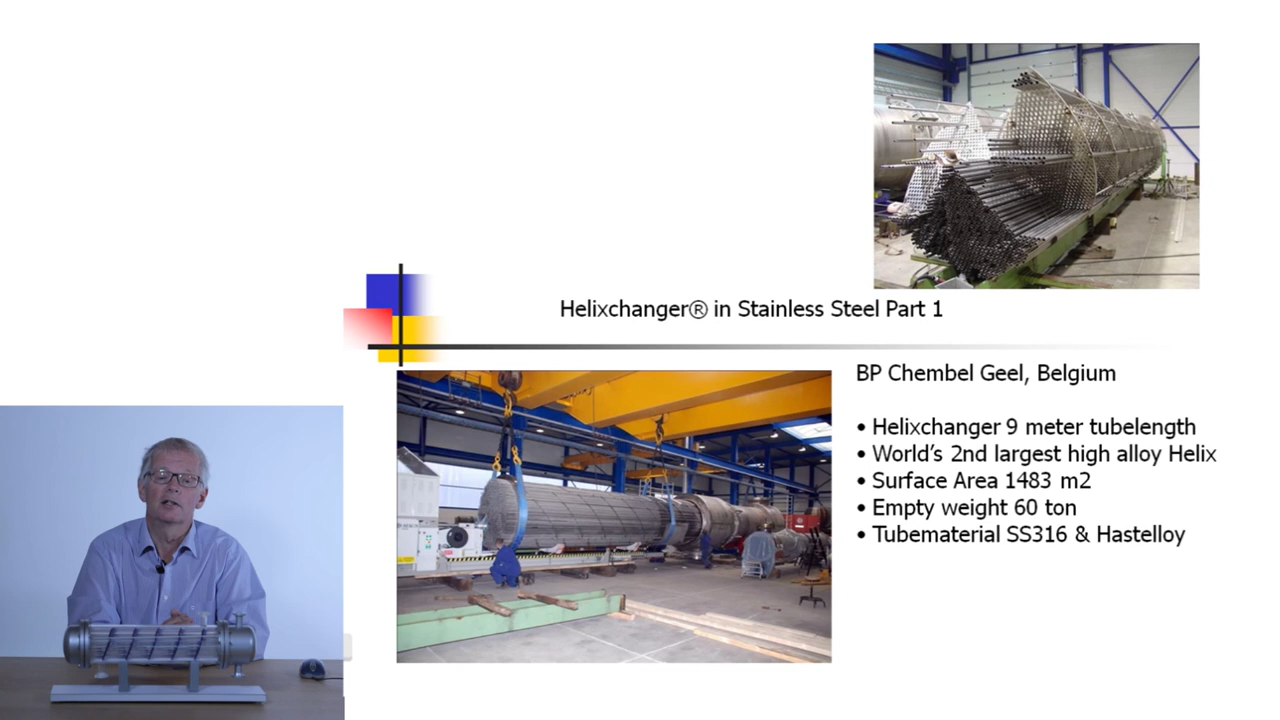 Helixchanger® in Stainless Steel Part 1
BP Chembel Geel, Belgium
• Helixchanger 9 meter tubelength
• World's 2nd largest high alloy Helix
• Surface Area 1483 m2
• Empty weight 60 ton
• Tubematerial SS316 & Hastelloy